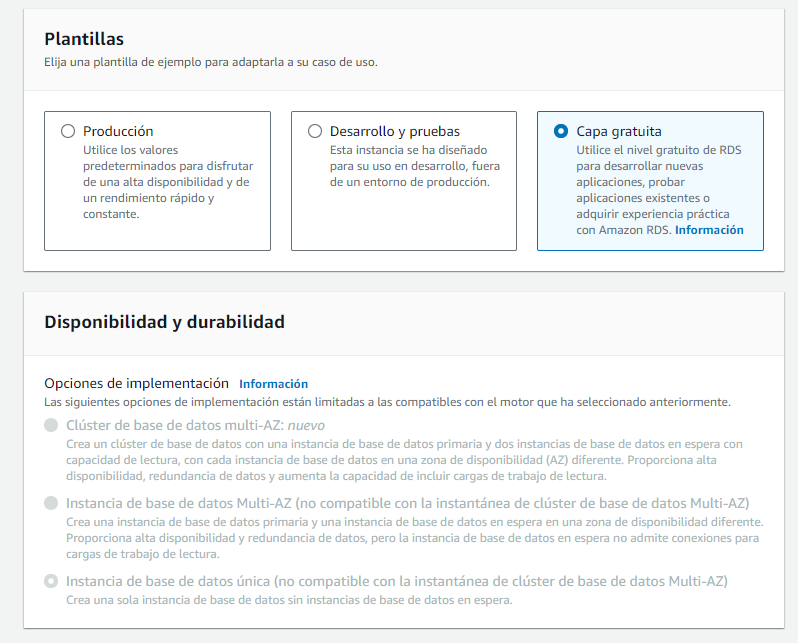 Plantillas
Elija una plantilla de ejemplo para adaptarla a su caso de uso.
Producción
Utilice los valores
predeterminados para disfrutar
de una alta disponibilidad y de
un rendimiento rápido y
constante.
Desarrollo y pruebas
Esta instancia se ha diseñado
para su uso en desarrollo, fuera
de un entorno de producción.
Capa gratuita
Utilice el nivel gratuito de RDS
para desarrollar nuevas
aplicaciones, probar
aplicaciones existentes o
adquirir experiencia práctica
con Amazon RDS. Información
Disponibilidad y durabilidad
Opciones de implementación Información
Las siguientes opciones de implementación están limitadas a las compatibles con el motor que ha seleccionado anteriormente.
Clúster de base de datos multi-AZ: nuevo
Crea un clúster de base de datos con una instancia de base de datos primaria y dos instancias de base de datos en espera con
capacidad de lectura, con cada instancia de base de datos en una zona de disponibilidad (AZ) diferente. Proporciona alta
disponibilidad, redundancia de datos y aumenta la capacidad de incluir cargas de trabajo de lectura.
Instancia de base de datos Multi-AZ (no compatible con la instantánea de clúster de base de datos Multi-AZ)
Crea una instancia de base de datos primaria y una instancia de base de datos en espera en una zona de disponibilidad diferente.
Proporciona alta disponibilidad y redundancia de datos, pero la instancia de base de datos en espera no admite conexiones para
cargas de trabajo de lectura.
Instancia de base de datos única (no compatible con la instantánea de clúster de base de datos Multi-AZ)
Crea una sola instancia de base de datos sin instancias de base de datos en espera.